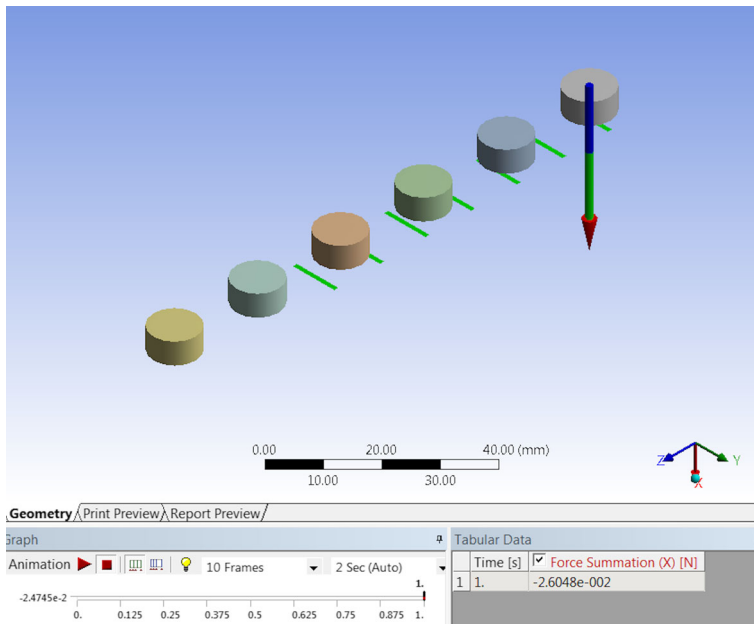 0.00 20.00 40.00 (mm)
10.00 30.00
Z Y
X
Geometry Print Preview Report Preview
Graph Tabular Data
Animation 10 Frames 2 Sec (Auto)
Time [s] Force Summation (X) [N]
1.
1 1. -2.6048e-002
-2.4745e-2
0. 0.125 0.25 0.375 0.5 0.625 0.75 0.875 1.